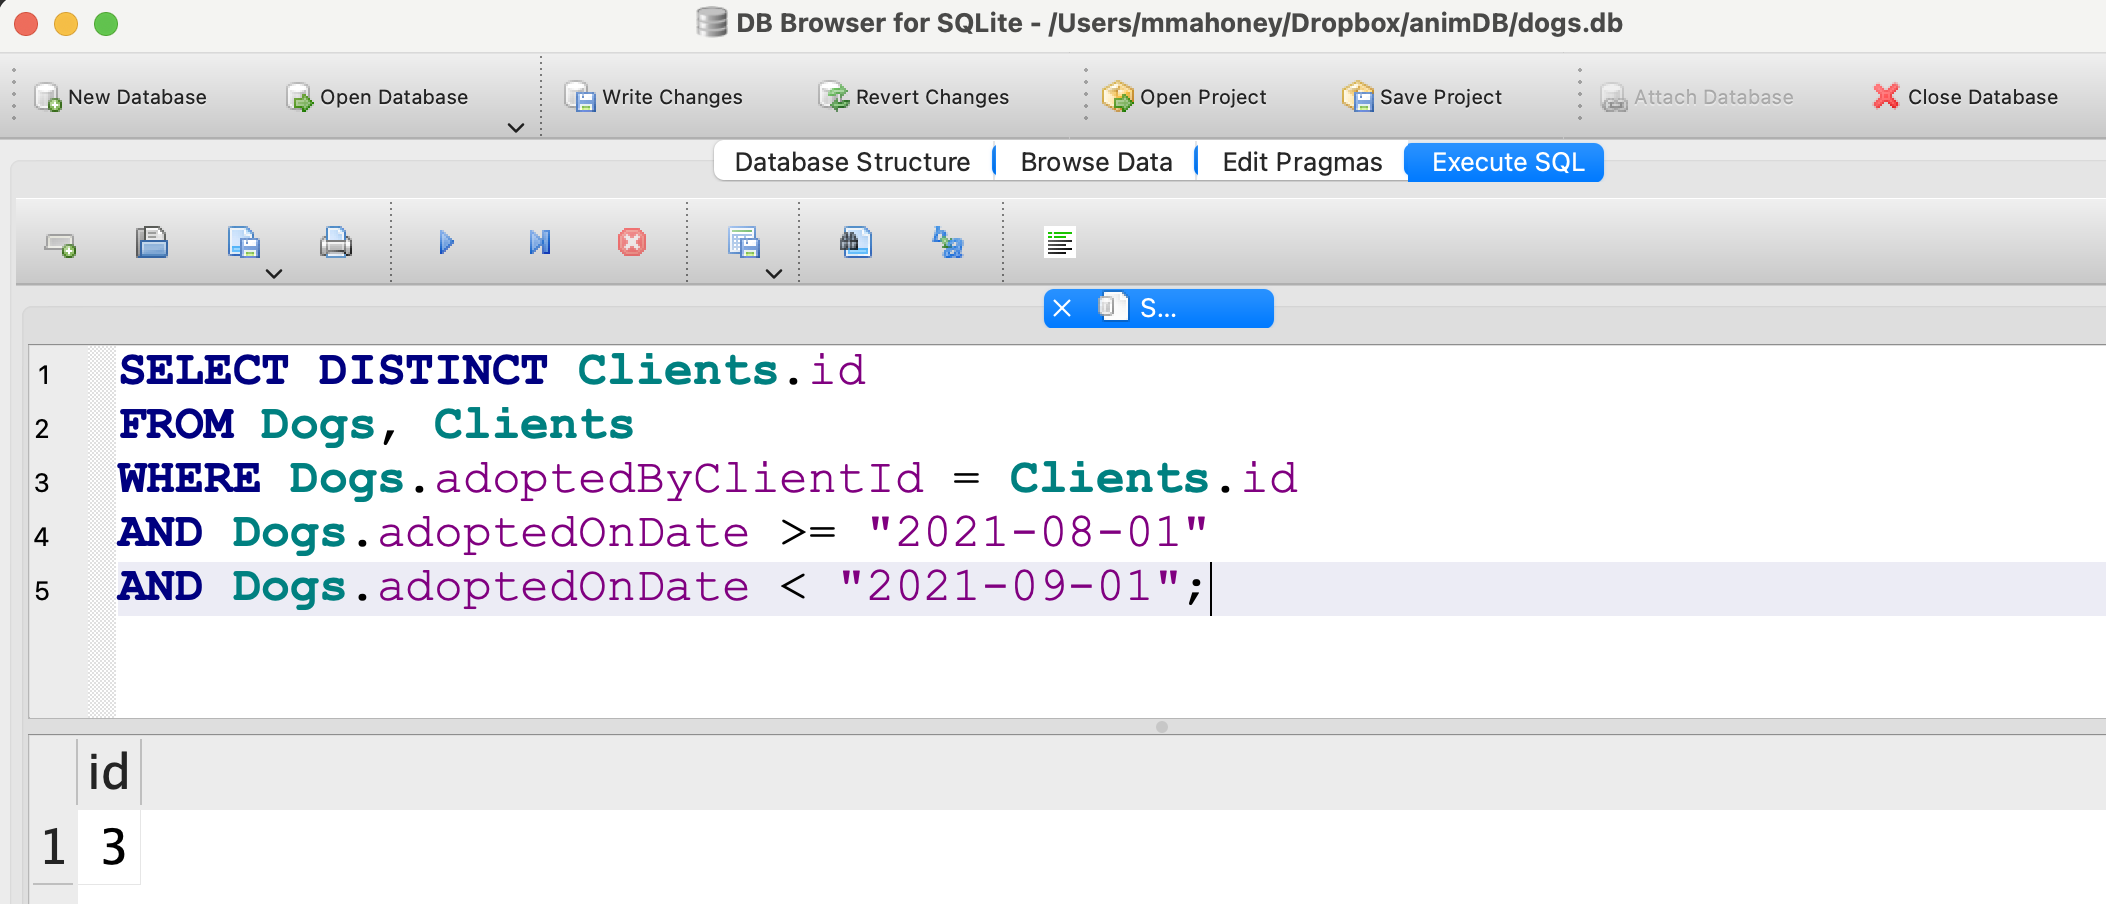 DB Browser for SQLite - /Users/mmahoney/Dropbox/animDB/dogs.db
New Database Open Database Write Changes Revert Changes Open Project Save Project Attach Database Close Database
Database Structure Browse Data Edit Pragmas Execute SQL
S...
1 SELECT DISTINCT Clients.id
2 FROM Dogs, Clients
3 WHERE Dogs.adoptedByClientId = Clients.id
4 AND Dogs.adoptedOnDate >= "2021-08-01"
5 AND Dogs.adoptedOnDate < "2021-09-01";
id
1 3